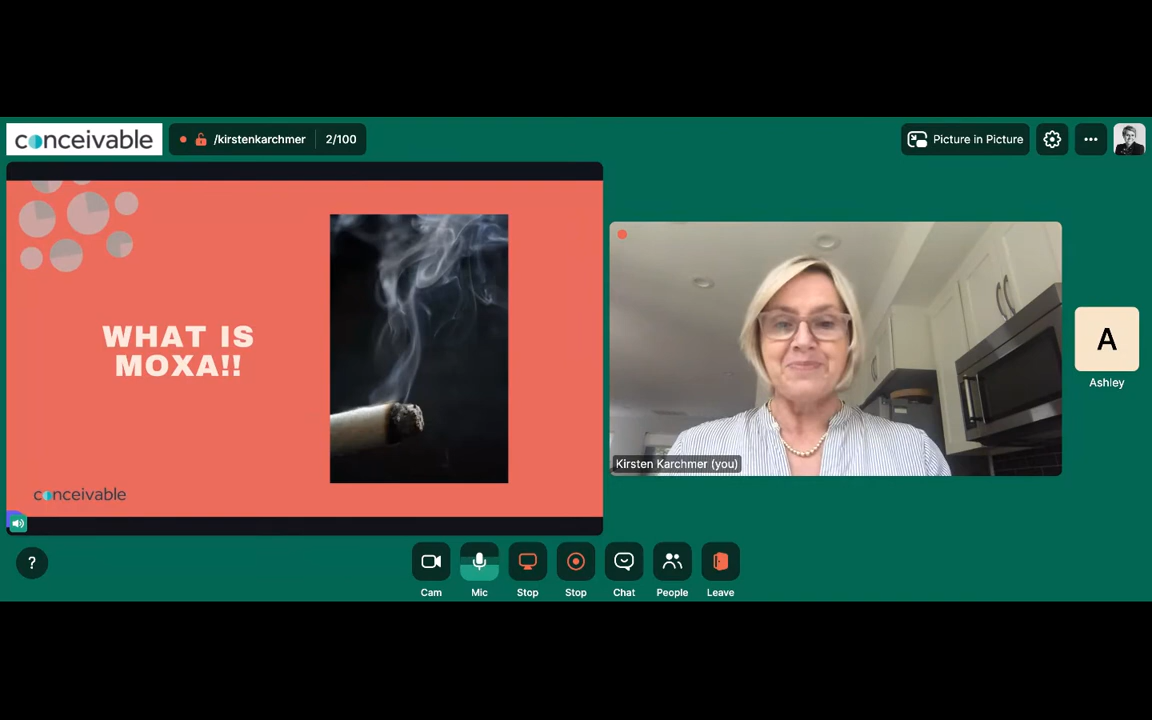 conceivable
/kirstenkarchmer
2/100
Picture in Picture
WHAT IS
MOXA!!
conceivable
Kirsten Karchmer (you)
A
Ashley
?
Cam
Mic
Stop
Stop
Chat
People
Leave